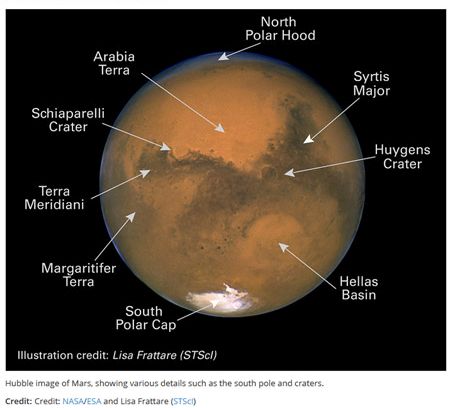 North
Polar Hood
Arabia
Terra
Syrtis
Major
Schiaparelli
Crater
Huygens
Crater
Terra
Meridiani
Margaritifer
Terra
Hellas
Basin
South
Polar Cap
Illustration credit: Lisa Frattare (STScI)
Hubble image of Mars, showing various details such as the south pole and craters.
Credit: Credit: NASA/ESA and Lisa Frattare (STScI)